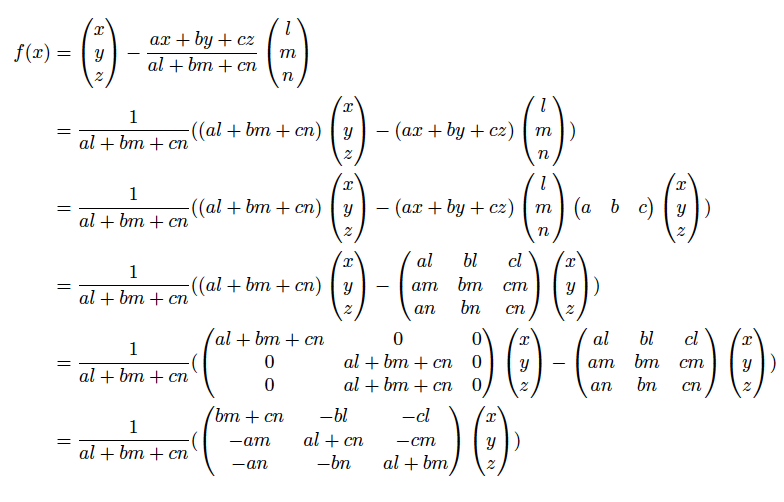 f(x) = \begin{pmatrix} x \\ y \\ z \end{pmatrix} - \frac{ax + by + cz}{al + bm + cn} \begin{pmatrix} l \\ m \\ n \end{pmatrix}
= \frac{1}{al + bm + cn} ((al + bm + cn) \begin{pmatrix} x \\ y \\ z \end{pmatrix} - (ax + by + cz) \begin{pmatrix} l \\ m \\ n \end{pmatrix})
= \frac{1}{al + bm + cn} ((al + bm + cn) \begin{pmatrix} x \\ y \\ z \end{pmatrix} - (ax + by + cz) \begin{pmatrix} l \\ m \\ n \end{pmatrix} \begin{pmatrix} a & b & c \end{pmatrix} \begin{pmatrix} x \\ y \\ z \end{pmatrix})
= \frac{1}{al + bm + cn} ((al + bm + cn) \begin{pmatrix} x \\ y \\ z \end{pmatrix} - \begin{pmatrix} al & bl & cl \\ am & bm & cm \\ an & bn & cn \end{pmatrix} \begin{pmatrix} x \\ y \\ z \end{pmatrix})
= \frac{1}{al + bm + cn} (\begin{pmatrix} al + bm + cn & 0 & 0 \\ 0 & al + bm + cn & 0 \\ 0 & al + bm + cn & 0 \end{pmatrix} \begin{pmatrix} x \\ y \\ z \end{pmatrix} - \begin{pmatrix} al & bl & cl \\ am & bm & cm \\ an & bn & cn \end{pmatrix} \begin{pmatrix} x \\ y \\ z \end{pmatrix})
= \frac{1}{al + bm + cn} (\begin{pmatrix} bm + cn & -bl & -cl \\ -am & al + cn & -cm \\ -an & -bn & al + bm \end{pmatrix} \begin{pmatrix} x \\ y \\ z \end{pmatrix})